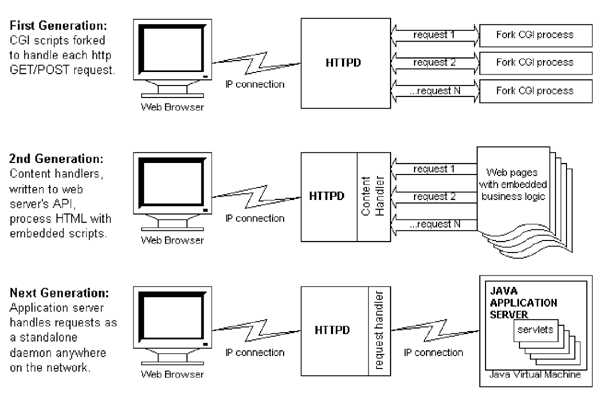 First Generation:
CGI scripts forked
to handle each http
GET/POST request.
Web Browser
IP connection
HTTPD
request 1
Fork CGI process
request 2
Fork CGI process
...request N
Fork CGI process
2nd Generation:
Content handlers,
written to web
server's API,
process HTML with
embedded scripts.
Web Browser
IP connection
HTTPD
Content
Handler
request 1
request 2
...request N
Web pages
with embedded
business logic
Next Generation:
Application server
handles requests as
a standalone
daemon anywhere
on the network.
Web Browser
IP connection
HTTPD
request handler
IP connection
JAVA
APPLICATION
SERVER
servlets
Java Virtual Machine